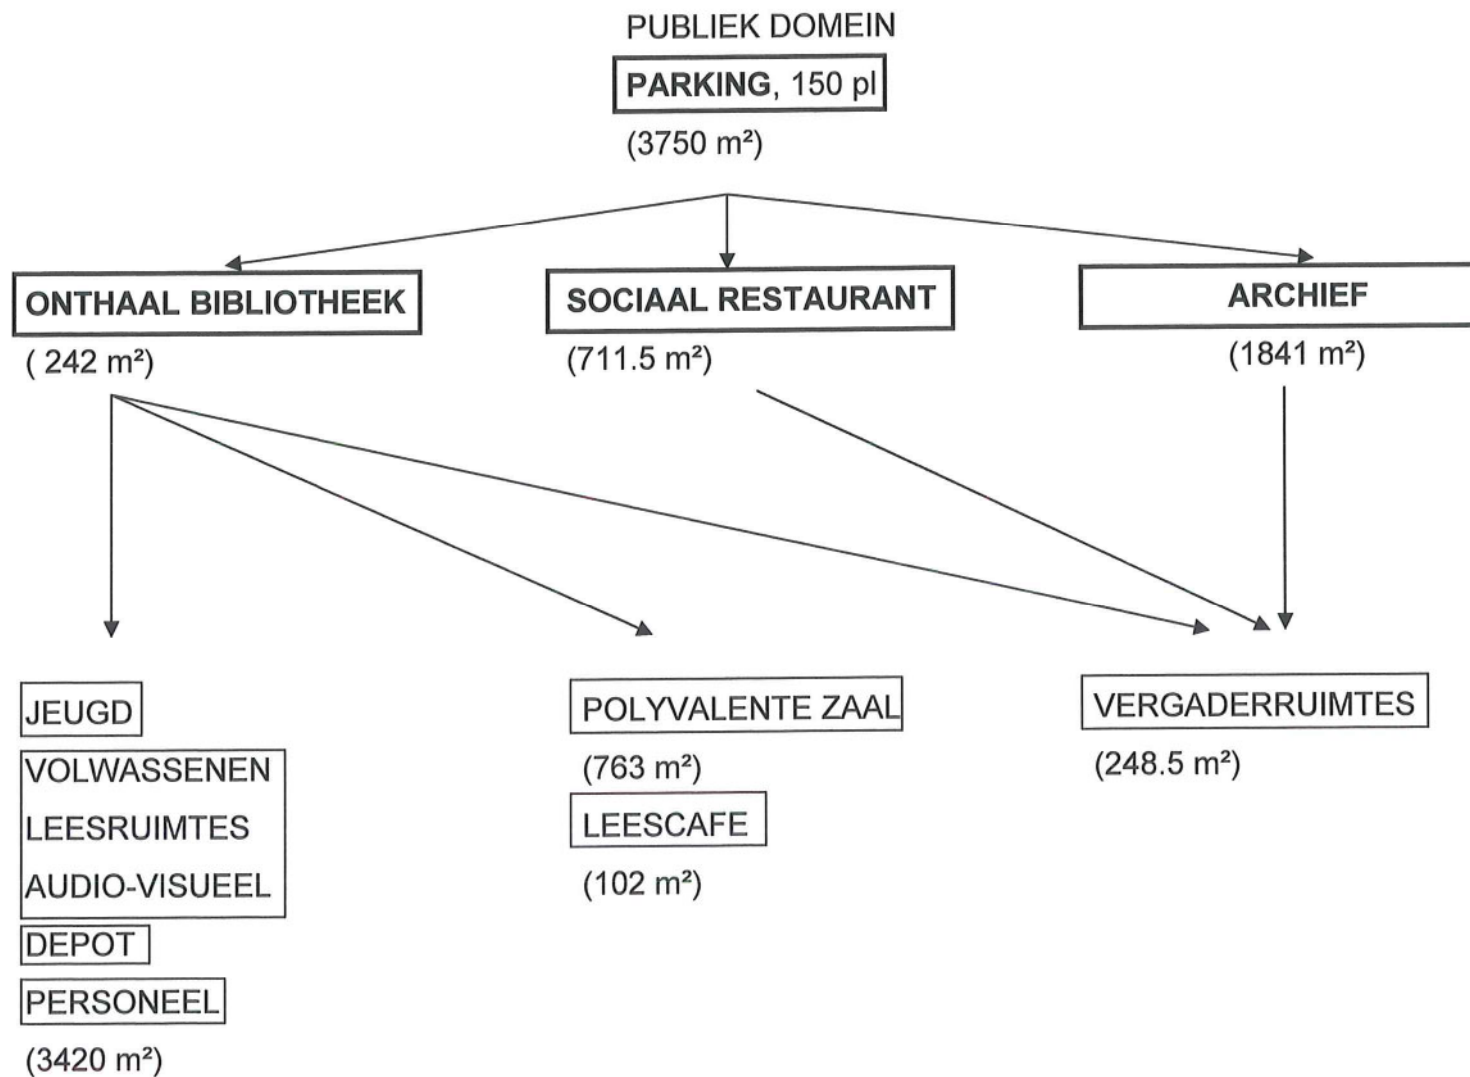 PUBLIEK DOMEIN
PARKING, 150 pl
(3750 m²)
ONTHAAL BIBLIOTHEEK
( 242 m²)
SOCIAAL RESTAURANT
(711.5 m²)
ARCHIEF
(1841 m²)
JEUGD
VOLWASSENEN
LEESRUIMTES
AUDIO-VISUEEL
DEPOT
PERSONEEL
(3420 m²)
POLYVALENTE ZAAL
(763 m²)
LEESCAFE
(102 m²)
VERGADERRUIMTES
(248.5 m²)